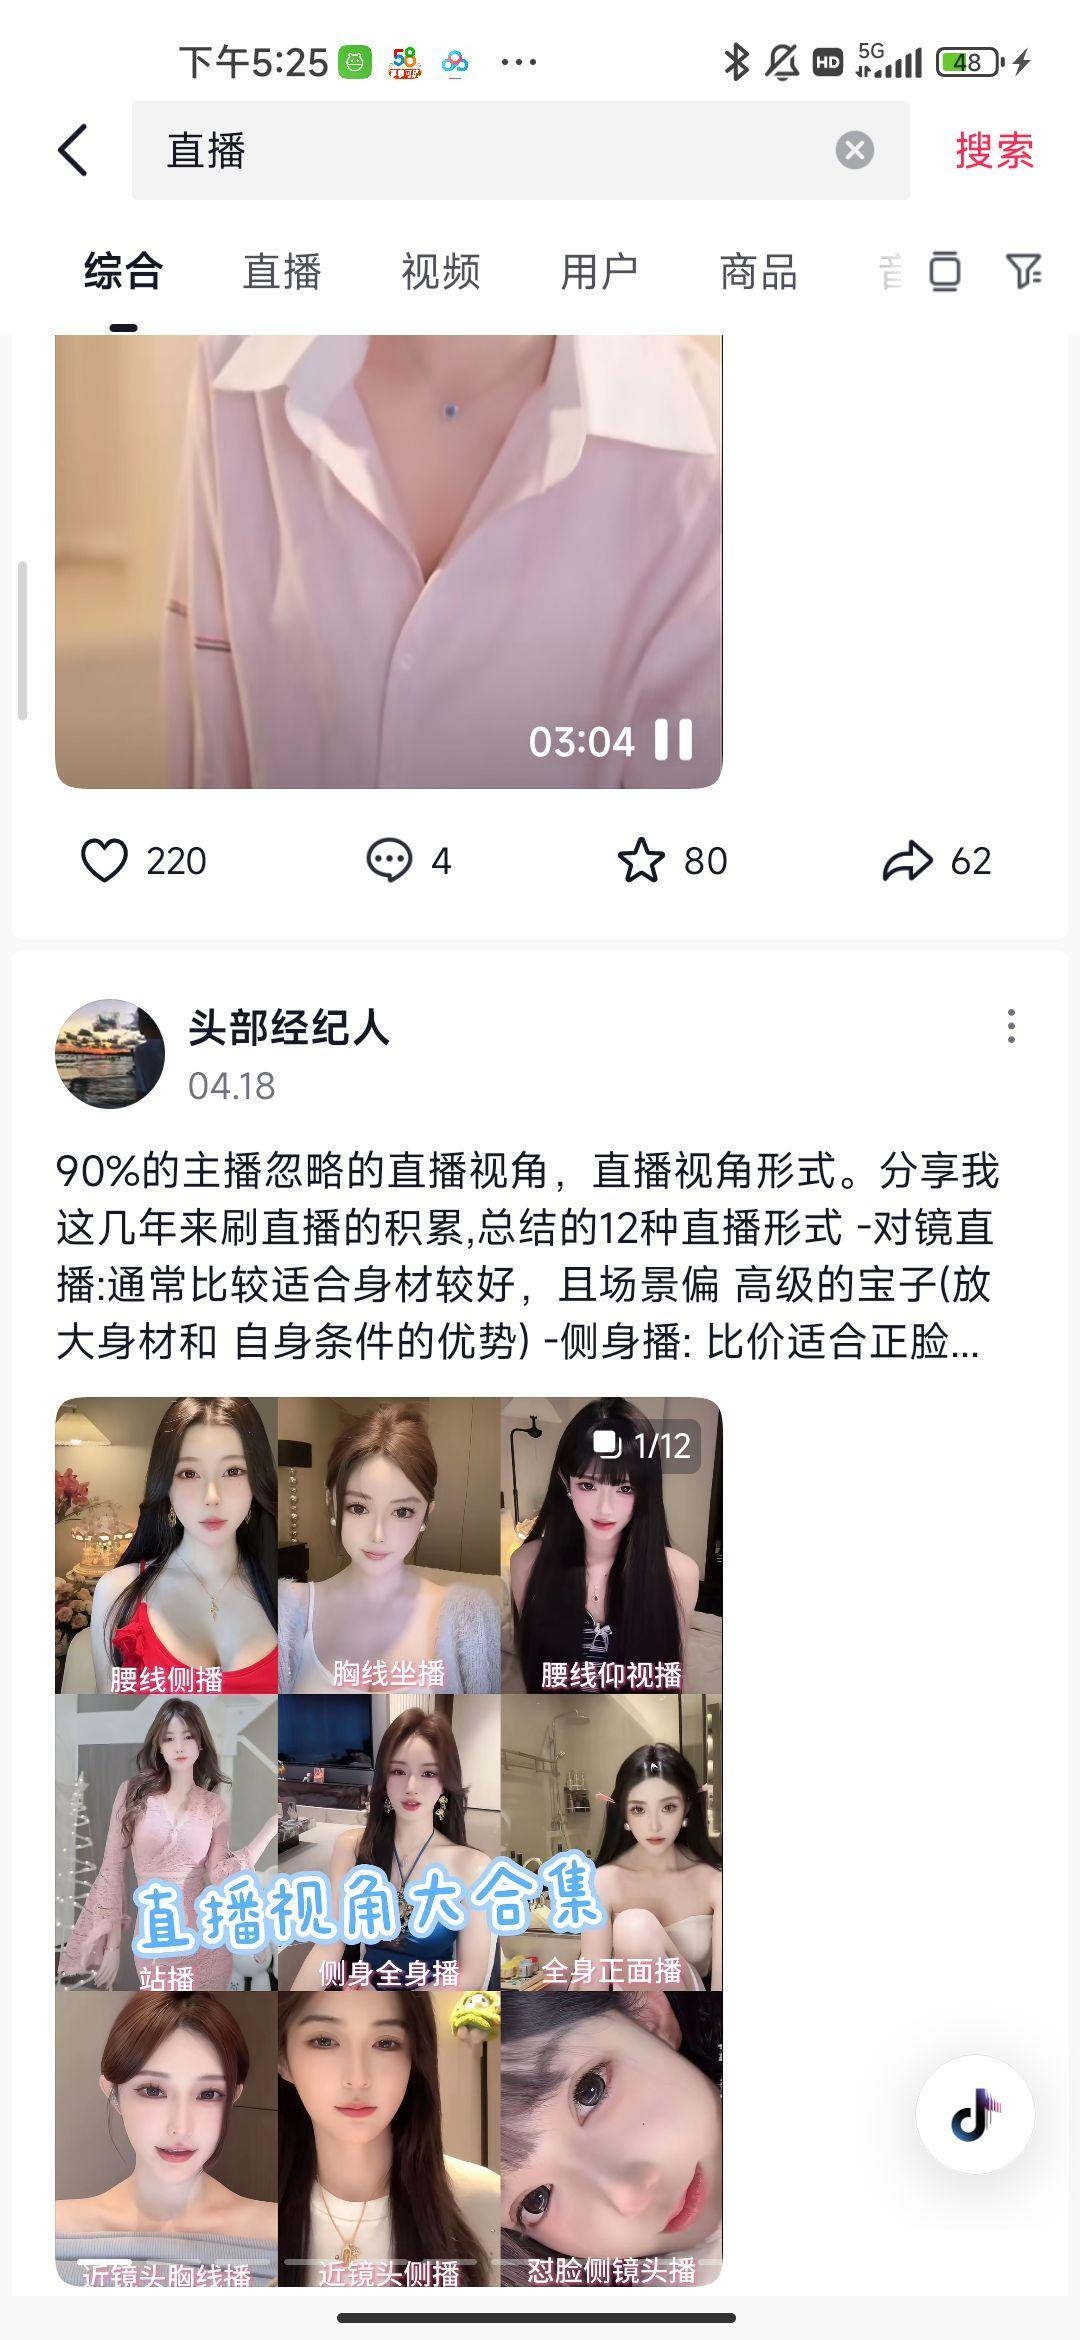 下午5:25
58
HD
5G
48
直播
搜索
综合
直播
视频
用户
商品
03:04
220
4
80
62
头部经纪人
04.18
90%的主播忽略的直播视角，直播视角形式。分享我
这几年来刷直播的积累,总结的12种直播形式 -对镜直
播:通常比较适合身材较好，且场景偏 高级的宝子(放
大身材和 自身条件的优势) -侧身播: 比价适合正脸...
1/12
腰线侧播
胸线坐播
腰线仰视播
直播视角大合集
站播
侧身全身播
全身正面播
近镜头胸线播
近镜头侧播
怼脸侧镜头播